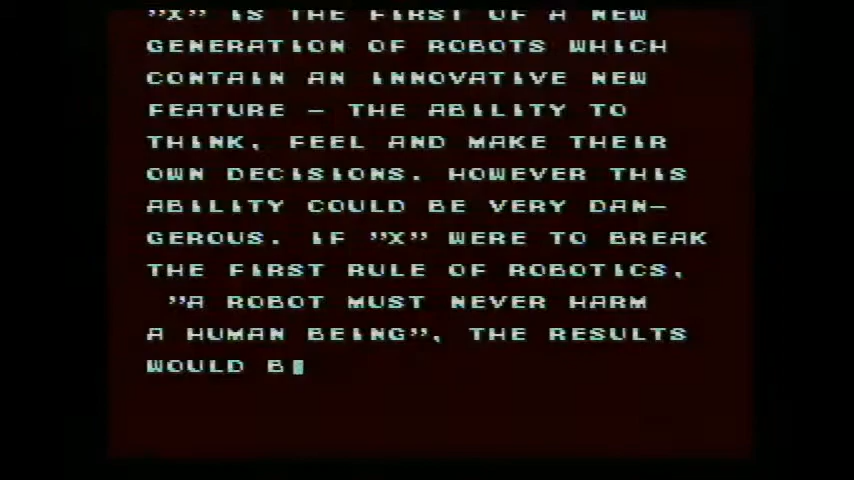 "X" IS THE FIRST OF A NEW
GENERATION OF ROBOTS WHICH
CONTAIN AN INNOVATIVE NEW
FEATURE – THE ABILITY TO
THINK, FEEL AND MAKE THEIR
OWN DECISIONS. HOWEVER THIS
ABILITY COULD BE VERY DAN–
GEROUS. IF "X" WERE TO BREAK
THE FIRST RULE OF ROBOTICS,
"A ROBOT MUST NEVER HARM
A HUMAN BEING", THE RESULTS
WOULD B